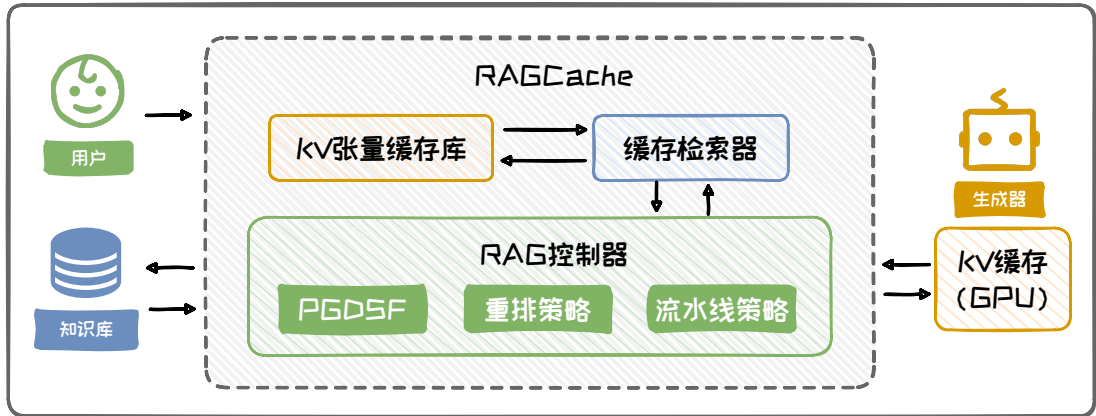 RAGCache
用户
KV张量缓存库
缓存检索器
生成器
RAG控制器
KV缓存
(GPU)
PGDSF
重排策略
流水线策略
知识库